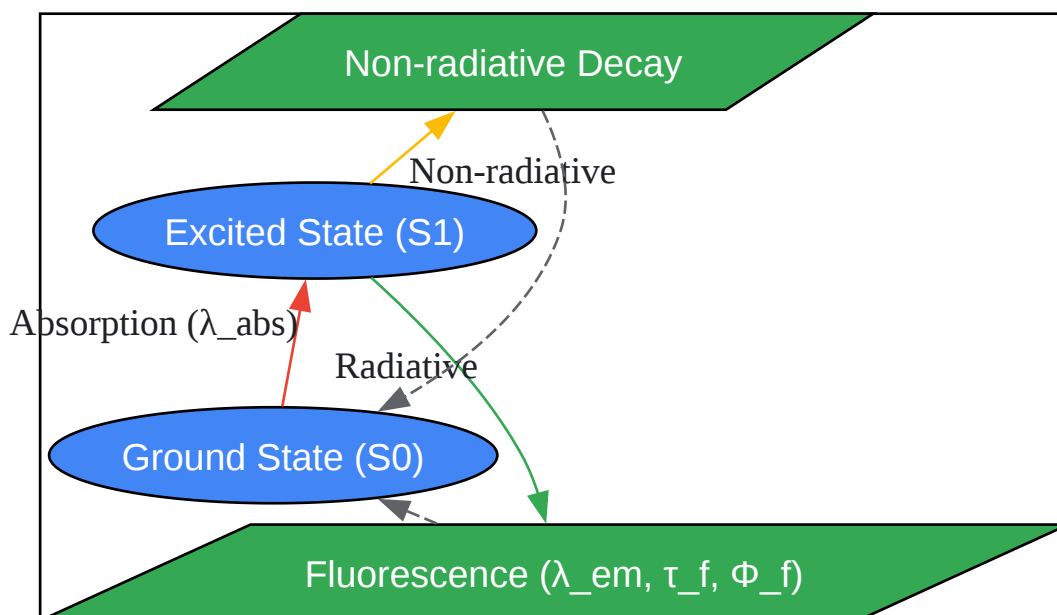 Non-radiative Decay
Non-radiative
Excited State (S1)
Absorption (λ_abs)
Radiative
Ground State (S0)
Fluorescence (λ_em, τ_f, Φ_f)